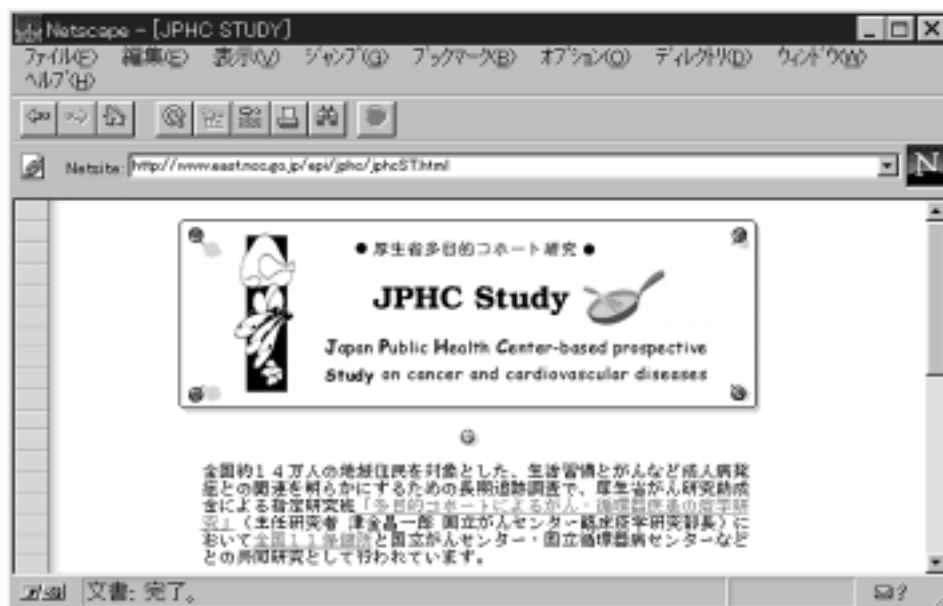 Netscape - [JPHC STUDY]
ファイル(F) 編集(E) 表示(V) ジャンプ(G) ブックマーク(B) オプション(O) ディレクトリ(D) ウィンドウ(W)
ヘルプ(H)
Netsite: http://www.east.ncc.go.jp/epi/jphc/jphcST.html
N
●厚生省多目的コホート研究●
JPHC Study
Japan Public Health Center-based prospective
Study on cancer and cardiovascular diseases
全国約14万人の地域住民を対象とした、生活習慣とがんなど成人病発
症との関連を明らかにするための長期追跡調査で、厚生省がん研究助成
金による指定研究班「多目的コホートによるがん・循環器疾患の疫学研
究」（主任研究者 津金昌一郎 国立がんセンター臨床疫学研究部長）に
おいて全国11保健所と国立がんセンター・国立循環器病センターなど
との共同研究として行われています。
文書: 完了。